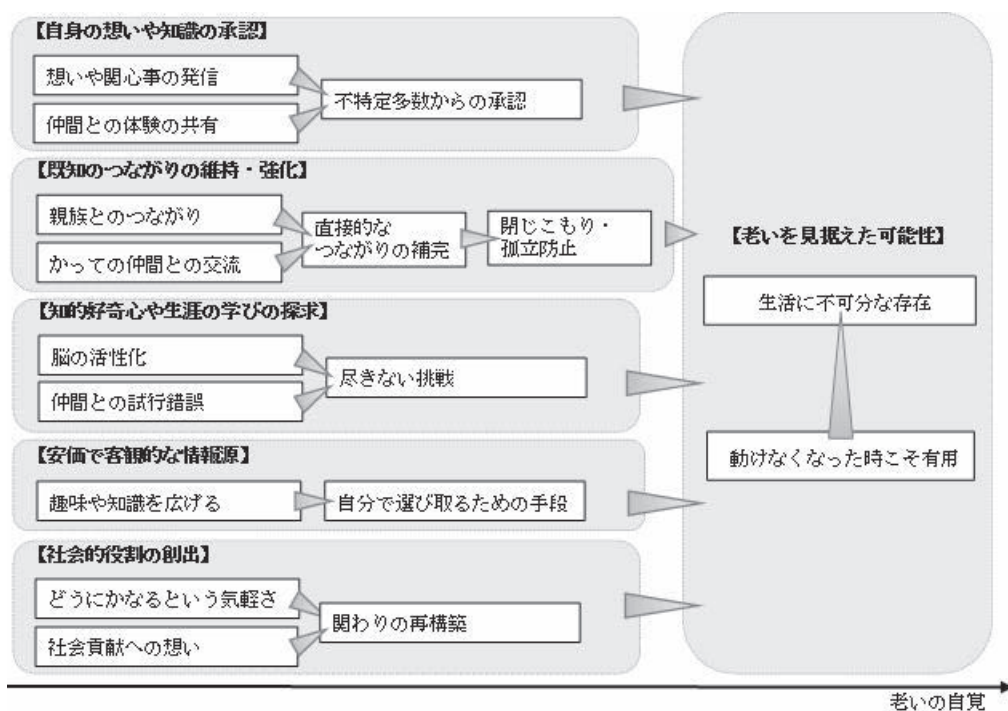 【自身の想いや知識の承認】
想いや関心事の発信
仲間との体験の共有
不特定多数からの承認
【既知のつながりの維持・強化】
親族とのつながり
かっての仲間との交流
直接的な
つながりの補完
閉じこもり・
孤立防止
【知的好奇心や生涯の学びの探求】
脳の活性化
仲間との試行錯誤
尽きない挑戦
【安価で客観的な情報源】
趣味や知識を広げる
自分で選び取るための手段
【社会的役割の創出】
どうにかなるという気軽さ
社会貢献への想い
関わりの再構築
【老いを見据えた可能性】
生活に不可分な存在
動けなくなった時こそ有用
老いの自覚